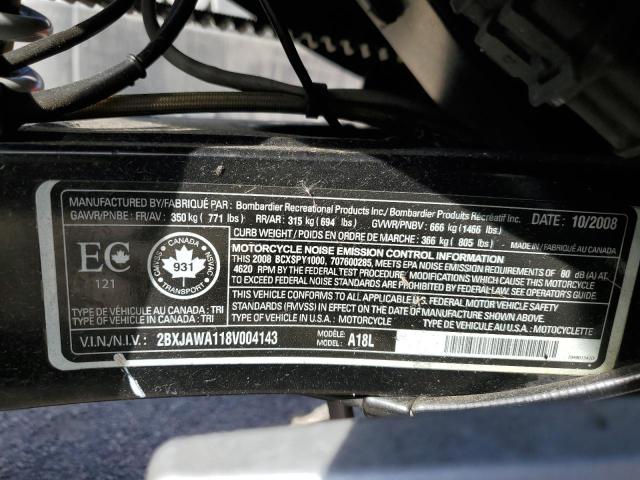 MANUFACTURED BY/FABRIQUÉ PAR : Bombardier Recreational Products Inc./ Bombardier Produits Récréatif Inc. DATE: 10/2008
GAWR/PNBE: FR/AV: 350 kg ( 771 lbs) RR/AR: 315 kg ( 694 lbs) GVWR/PNBV: 666 kg (1466 lbs)
CURB WEIGHT/ POIDS EN ORDRE DE MARCHE: 366 kg ( 805 lbs) MADE IN/FABRIQUÉ AU CANADA
EC
121
CANADA
CMVSS
931
NSVAC
TRANSPORT
MOTORCYCLE NOISE EMISSION CONTROL INFORMATION
THIS 2008 BCXSPY1000, 707600285, MEETS EPA NOISE EMISSION REQUIREMENTS OF 80 dB (A) AT
4620 RPM BY THE FEDERAL TEST PROCEDURE. MODIFICATIONS WHICH CAUSE THIS MOTORCYCLE
TO EXCEED FEDERAL NOISE STANDARDS ARE PROHIBITED BY FEDERAL LAW. SEE OPERATOR'S GUIDE.
THIS VEHICLE CONFORMS TO ALL APPLICABLE U.S. FEDERAL MOTOR VEHICLE SAFETY
STANDARDS (FMVSS) IN EFFECT ON THE DATE OF MANUFACTURE SHOWN ABOVE.
TYPE DE VÉHICULE AU CANADA : TRI
TYPE OF VEHICLE IN CANADA : TRI
TYPE DE VÉHICULE AUX É.-U. : MOTOCYCLETTE
TYPE OF VEHICLE IN U.S.A. : MOTORCYCLE
V.I.N./N.I.V.: 2BXJAWA118V004143
MODEL: MODÈLE: A18L